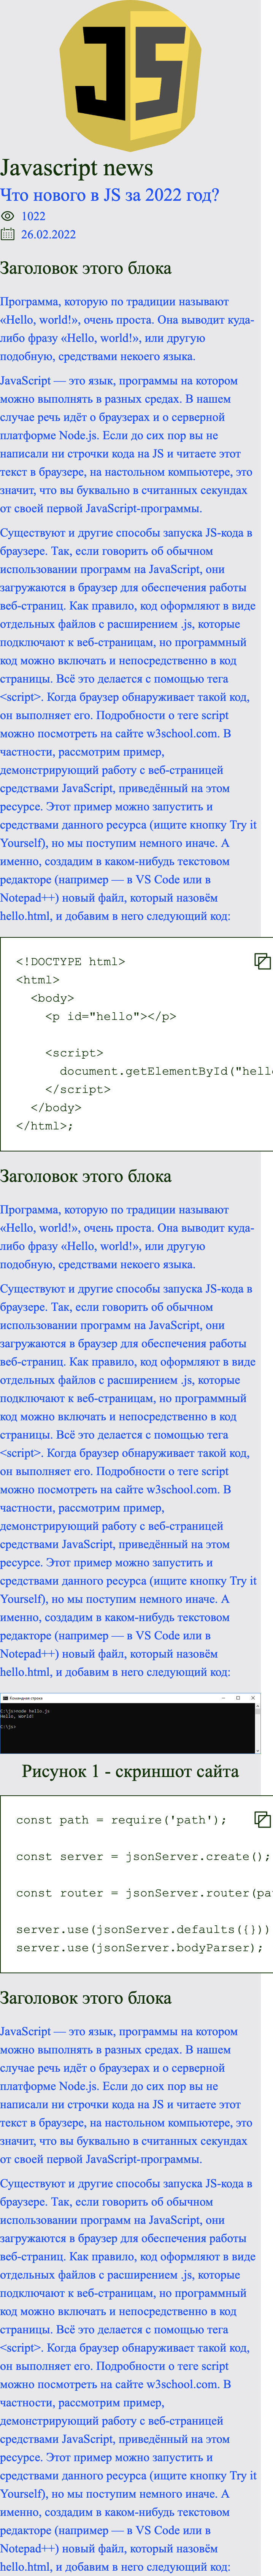 JS
Javascript news
Что нового в JS за 2022 год?
1022
26.02.2022
Заголовок этого блока
Программа, которую по традиции называют
«Hello, world!», очень проста. Она выводит куда-
либо фразу «Hello, world!», или другую
подобную, средствами некоего языка.
JavaScript — это язык, программы на котором
можно выполнять в разных средах. В нашем
случае речь идёт о браузерах и о серверной
платформе Node.js. Если до сих пор вы не
написали ни строчки кода на JS и читаете этот
текст в браузере, на настольном компьютере, это
значит, что вы буквально в считанных секундах
от своей первой JavaScript-программы.
Существуют и другие способы запуска JS-кода в
браузере. Так, если говорить об обычном
использовании программ на JavaScript, они
загружаются в браузер для обеспечения работы
веб-страниц. Как правило, код оформляют в виде
отдельных файлов с расширением .js, которые
подключают к веб-страницам, но программный
код можно включать и непосредственно в код
страницы. Всё это делается с помощью тега
<script>. Когда браузер обнаруживает такой код,
он выполняет его. Подробности о теге script
можно посмотреть на сайте w3school.com. В
частности, рассмотрим пример,
демонстрирующий работу с веб-страницей
средствами JavaScript, приведённый на этом
ресурсе. Этот пример можно запустить и
средствами данного ресурса (ищите кнопку Try it
Yourself), но мы поступим немного иначе. А
именно, создадим в каком-нибудь текстовом
редакторе (например — в VS Code или в
Notepad++) новый файл, который назовём
hello.html, и добавим в него следующий код:
<!DOCTYPE html>
<html>
<body>
<p id="hello"></p>
<script>
document.getElementById("hell
</script>
</body>
</html>;
Заголовок этого блока
Программа, которую по традиции называют
«Hello, world!», очень проста. Она выводит куда-
либо фразу «Hello, world!», или другую
подобную, средствами некоего языка.
Существуют и другие способы запуска JS-кода в
браузере. Так, если говорить об обычном
использовании программ на JavaScript, они
загружаются в браузер для обеспечения работы
веб-страниц. Как правило, код оформляют в виде
отдельных файлов с расширением .js, которые
подключают к веб-страницам, но программный
код можно включать и непосредственно в код
страницы. Всё это делается с помощью тега
<script>. Когда браузер обнаруживает такой код,
он выполняет его. Подробности о теге script
можно посмотреть на сайте w3school.com. В
частности, рассмотрим пример,
демонстрирующий работу с веб-страницей
средствами JavaScript, приведённый на этом
ресурсе. Этот пример можно запустить и
средствами данного ресурса (ищите кнопку Try it
Yourself), но мы поступим немного иначе. А
именно, создадим в каком-нибудь текстовом
редакторе (например — в VS Code или в
Notepad++) новый файл, который назовём
hello.html, и добавим в него следующий код:
Командная строка
C:\js>node hello.js
Hello, World!
C:\js>
Рисунок 1 - скриншот сайта
const path = require('path');
const server = jsonServer.create();
const router = jsonServer.router(pa
server.use(jsonServer.defaults({}))
server.use(jsonServer.bodyParser);
Заголовок этого блока
JavaScript — это язык, программы на котором
можно выполнять в разных средах. В нашем
случае речь идёт о браузерах и о серверной
платформе Node.js. Если до сих пор вы не
написали ни строчки кода на JS и читаете этот
текст в браузере, на настольном компьютере, это
значит, что вы буквально в считанных секундах
от своей первой JavaScript-программы.
Существуют и другие способы запуска JS-кода в
браузере. Так, если говорить об обычном
использовании программ на JavaScript, они
загружаются в браузер для обеспечения работы
веб-страниц. Как правило, код оформляют в виде
отдельных файлов с расширением .js, которые
подключают к веб-страницам, но программный
код можно включать и непосредственно в код
страницы. Всё это делается с помощью тега
<script>. Когда браузер обнаруживает такой код,
он выполняет его. Подробности о теге script
можно посмотреть на сайте w3school.com. В
частности, рассмотрим пример,
демонстрирующий работу с веб-страницей
средствами JavaScript, приведённый на этом
ресурсе. Этот пример можно запустить и
средствами данного ресурса (ищите кнопку Try it
Yourself), но мы поступим немного иначе. А
именно, создадим в каком-нибудь текстовом
редакторе (например — в VS Code или в
Notepad++) новый файл, который назовём
hello.html, и добавим в него следующий код: